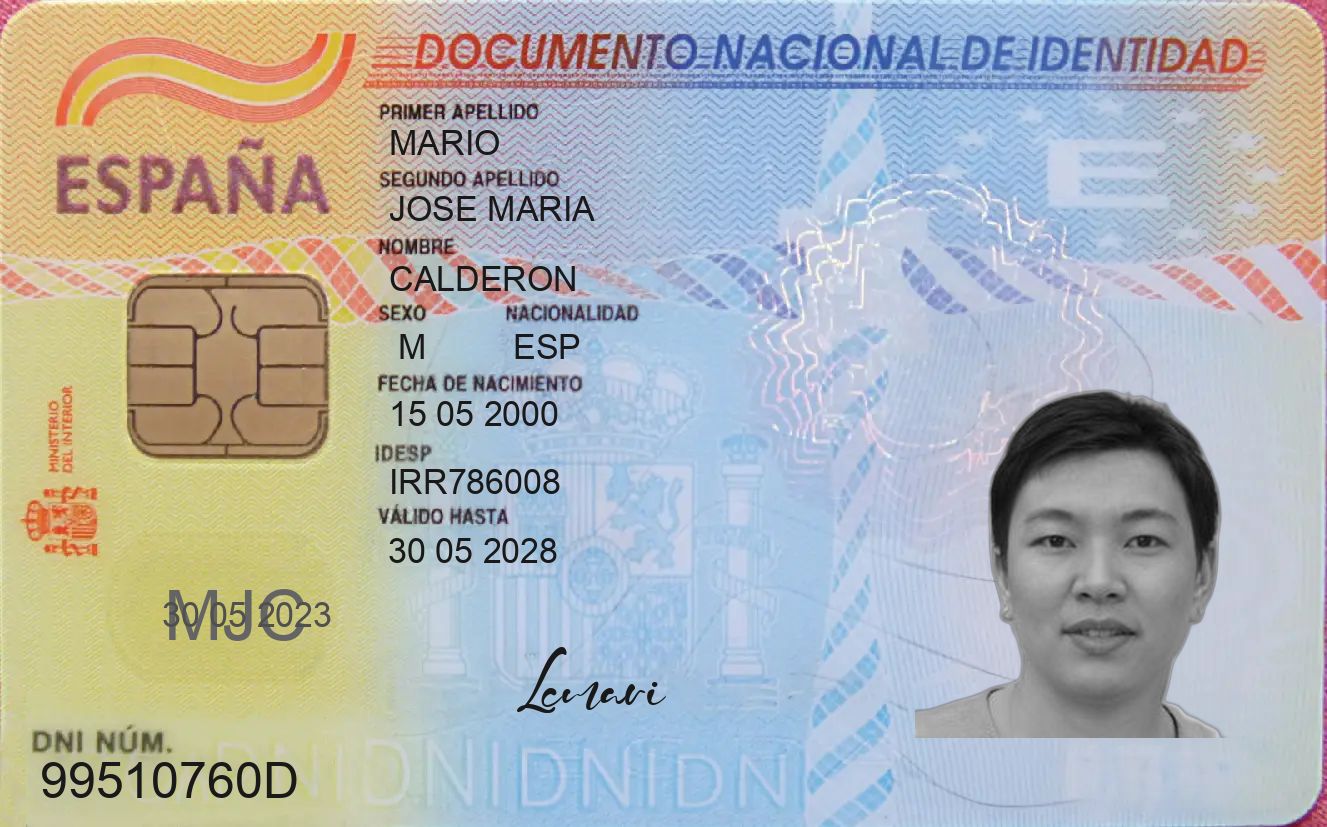 DOCUMENTO NACIONAL DE IDENTIDAD
ESPAÑA
PRIMER APELLIDO
MARIO
SEGUNDO APELLIDO
JOSE MARIA
NOMBRE
CALDERON
SEXO NACIONALIDAD
M ESP
FECHA DE NACIMIENTO
15 05 2000
IDESP
IRR786008
VÁLIDO HASTA
30 05 2028
MINISTERIO
DEL INTERIOR
E
MJC
30 05 2023
Lemavi
DNI NÚM.
99510760D
DNIDNIDNIDNI